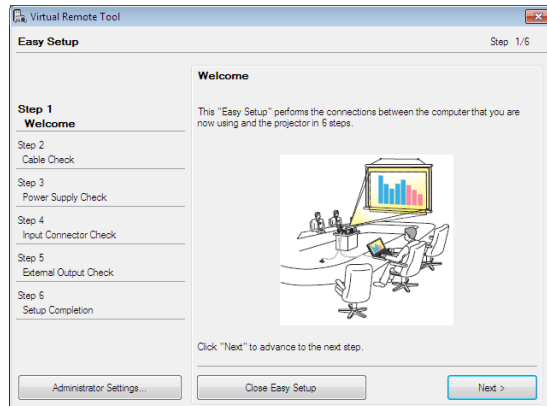 Virtual Remote Tool
Easy Setup
Step 1/6
Welcome
This "Easy Setup" performs the connections between the computer that you are
now using and the projector in 6 steps.
Step 1
Welcome
Step 2
Cable Check
Step 3
Power Supply Check
Step 4
Input Connector Check
Step 5
External Output Check
Step 6
Setup Completion
Click "Next" to advance to the next step.
Administrator Settings...
Close Easy Setup
Next >